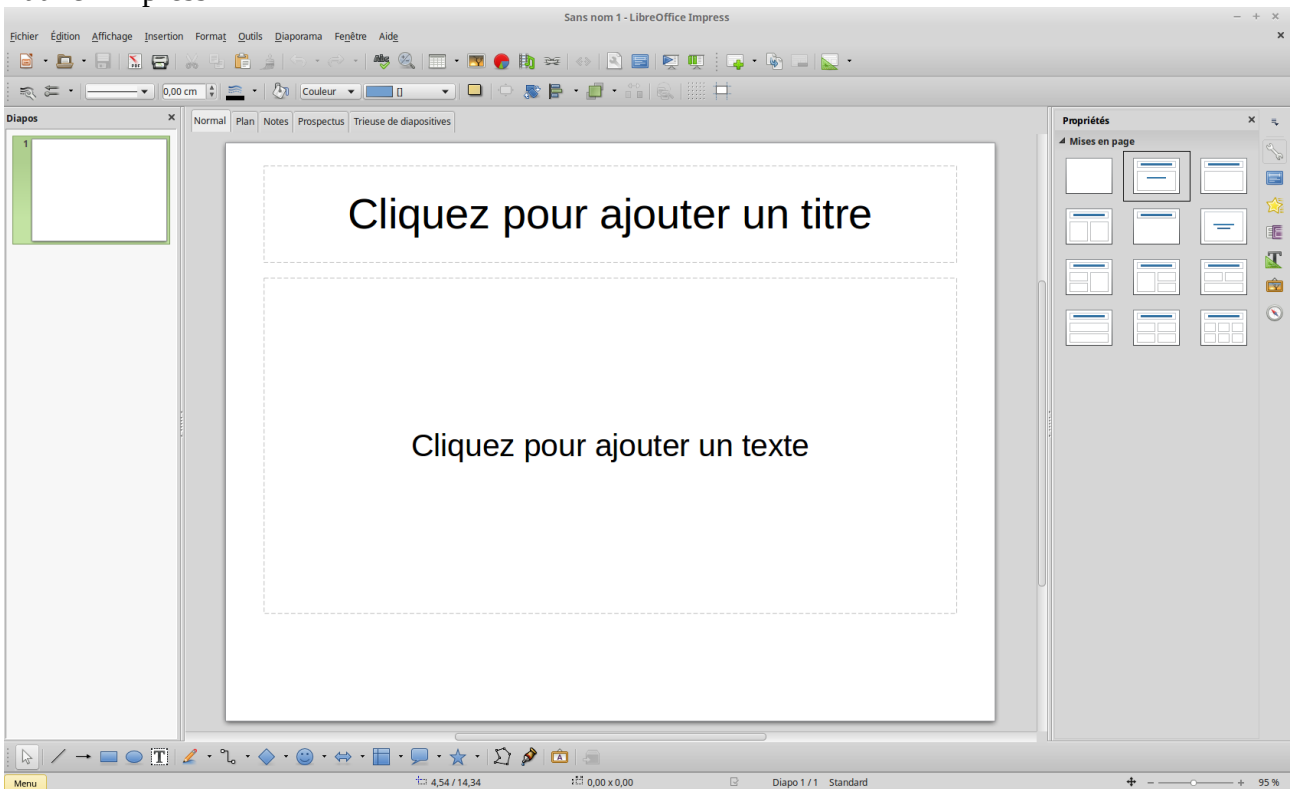 Sans nom 1 - LibreOffice Impress
Fichier Édition Affichage Insertion Format Outils Diaporama Fenêtre Aide
0,00 cm Couleur
Diapos
Normal Plan Notes Prospectus Trieuse de diapositives
Propriétés
Mises en page
1
Cliquez pour ajouter un titre
Cliquez pour ajouter un texte
Menu
4,54 / 14,34 0,00 x 0,00 Diapo 1 / 1 Standard 95 %